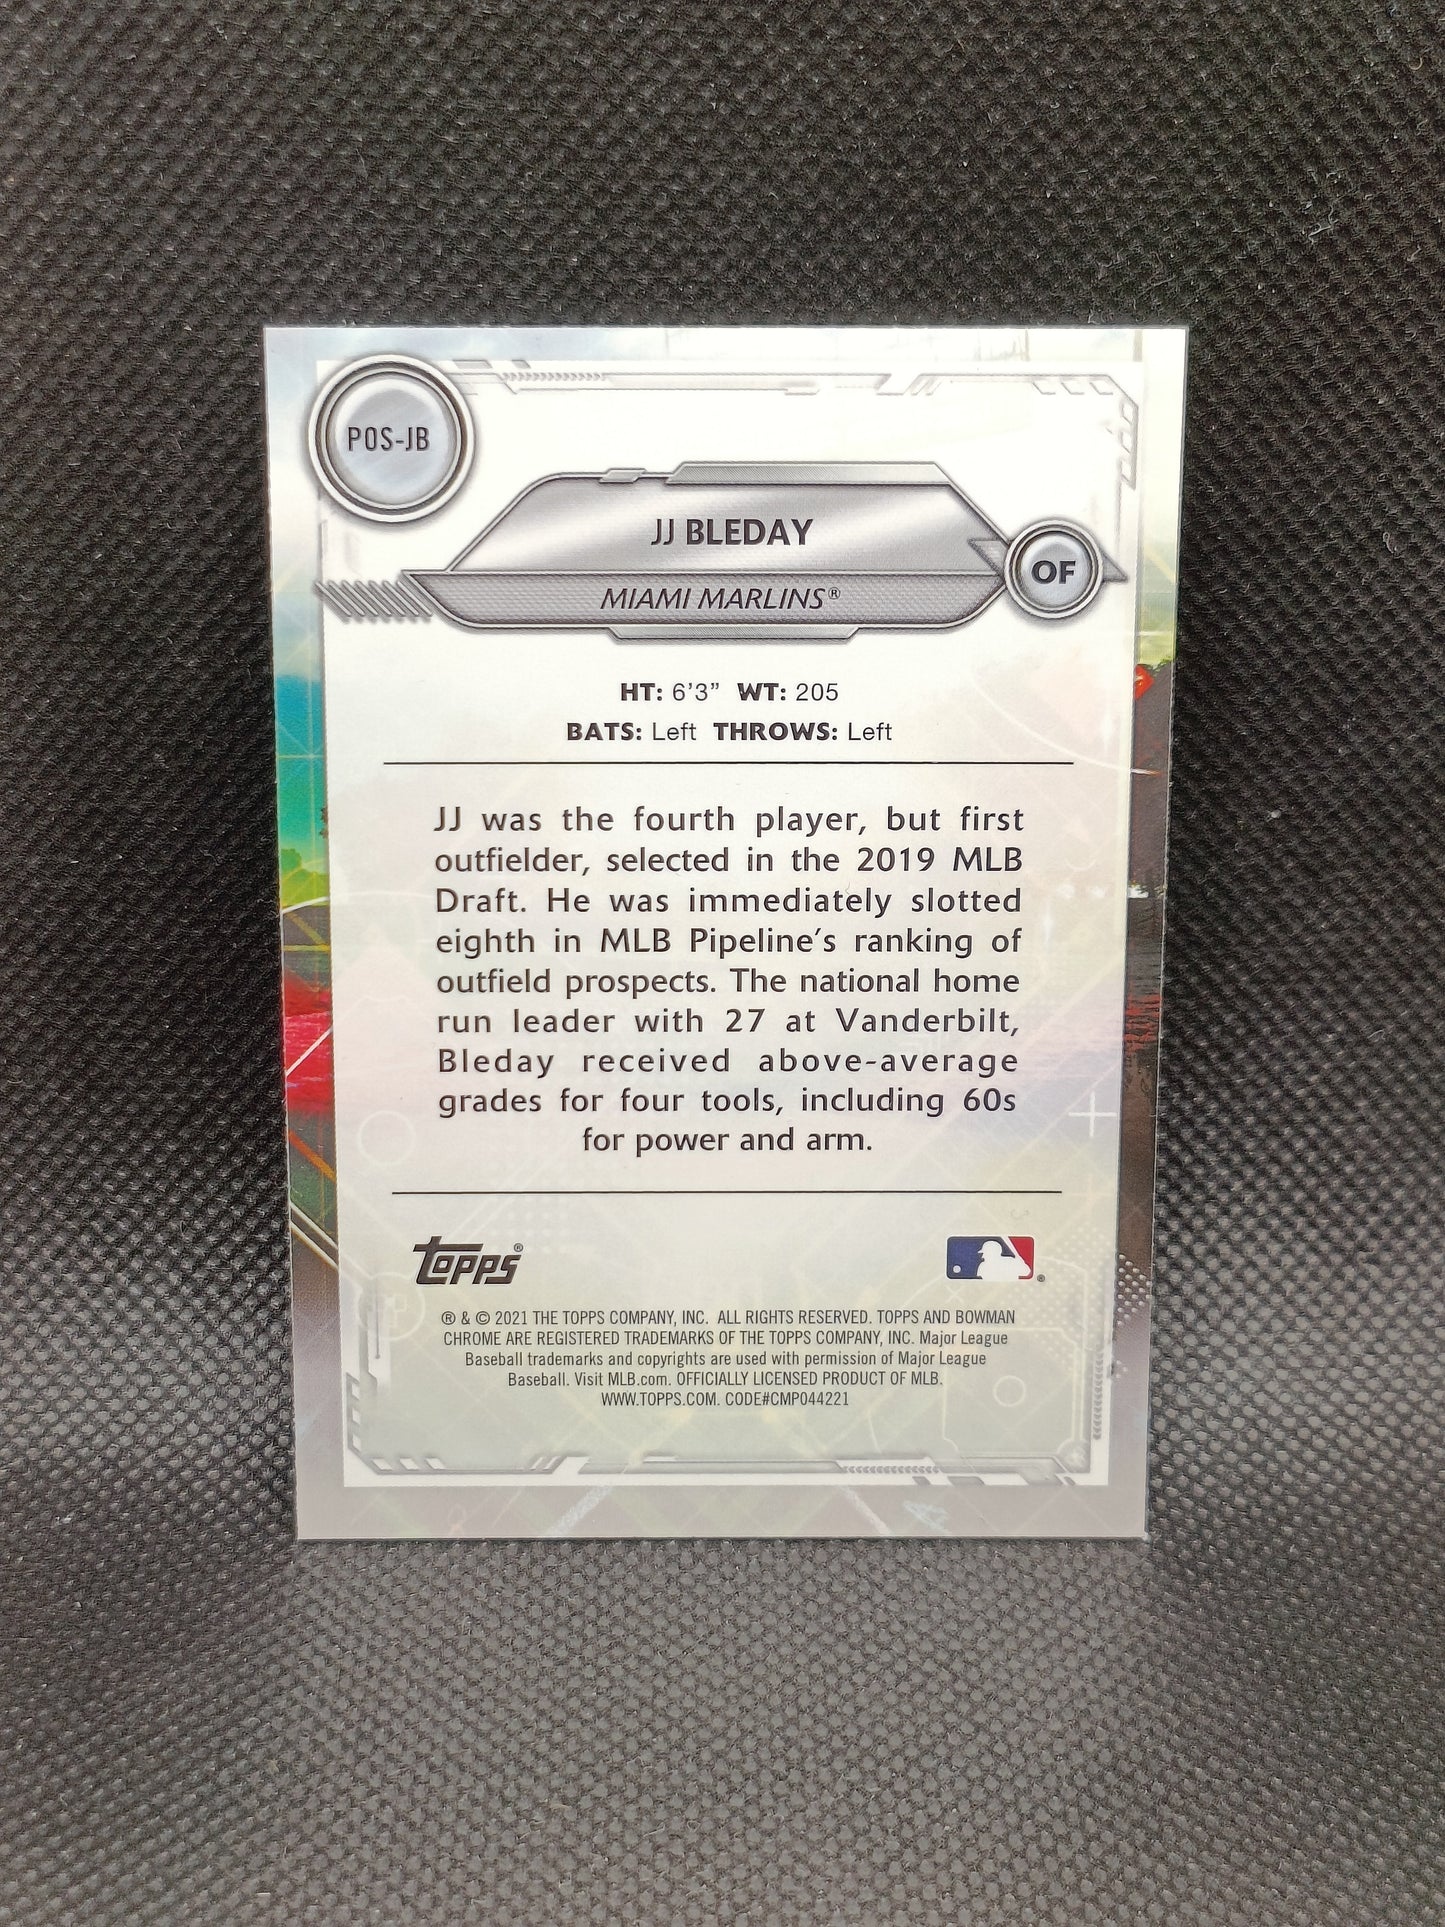 POS-JB
JJ BLEDAY
OF
MIAMI MARLINS®
HT: 6'3" WT: 205
BATS: Left THROWS: Left
JJ was the fourth player, but first
outfielder, selected in the 2019 MLB
Draft. He was immediately slotted
eighth in MLB Pipeline's ranking of
outfield prospects. The national home
run leader with 27 at Vanderbilt,
Bleday received above-average
grades for four tools, including 60s
for power and arm.
TOPPS®
®
® & © 2021 THE TOPPS COMPANY, INC. ALL RIGHTS RESERVED. TOPPS AND BOWMAN
CHROME ARE REGISTERED TRADEMARKS OF THE TOPPS COMPANY, INC. Major League
Baseball trademarks and copyrights are used with permission of Major League
Baseball. Visit MLB.com. OFFICIALLY LICENSED PRODUCT OF MLB.
WWW.TOPPS.COM. CODE#CMP044221